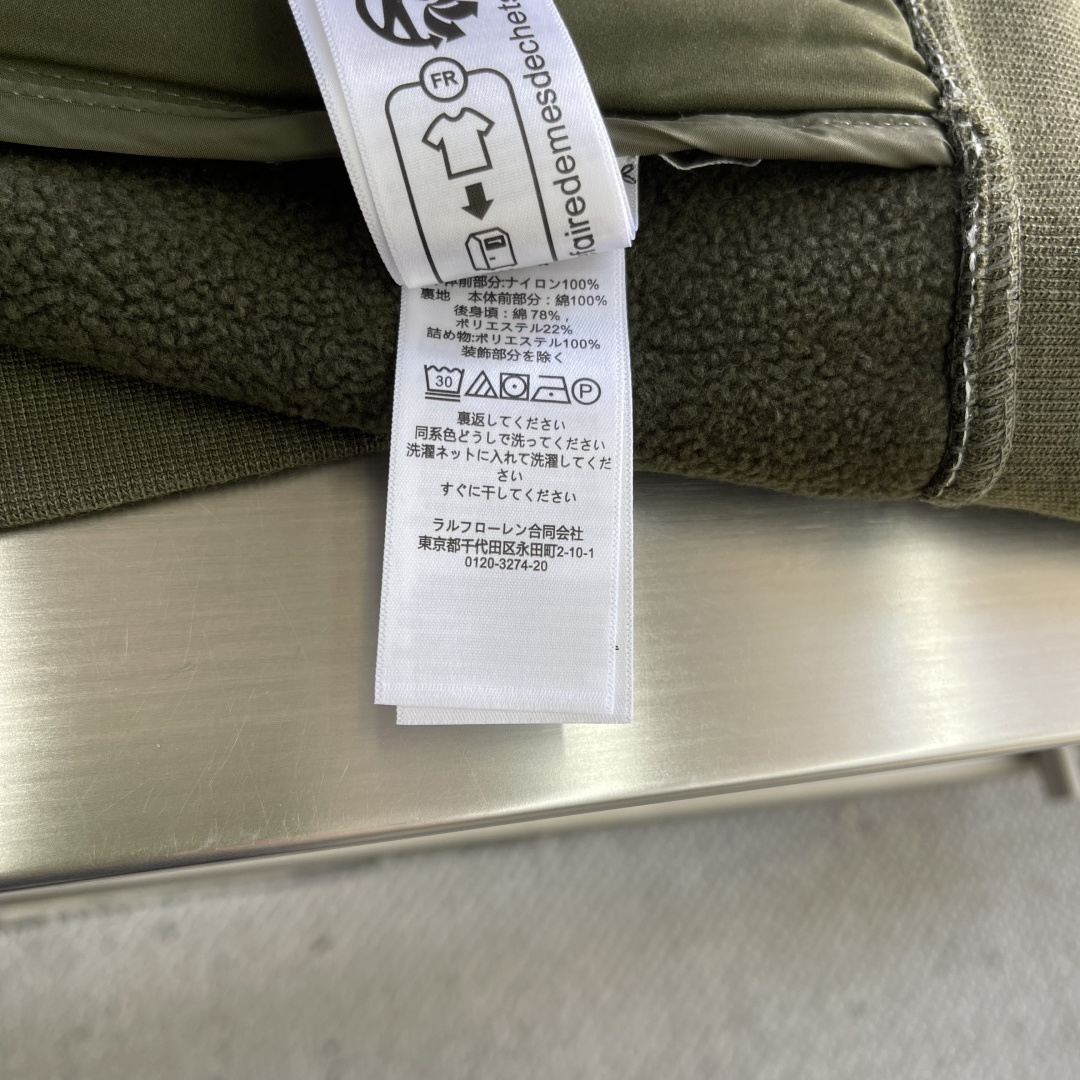 FR
fairedemesdechets
体前部分:ナイロン100%
裏地 本体前部分:綿100%
後身頃:綿 78% ,
ポリエステル22%
詰め物:ポリエステル100%
装飾部分を除く
30
P
裏返してください
同系色どうしで洗ってください
洗濯ネットに入れて洗濯してくだ
さい
すぐに干してください
ラルフローレン合同会社
東京都千代田区永田町2-10-1
0120-3274-20